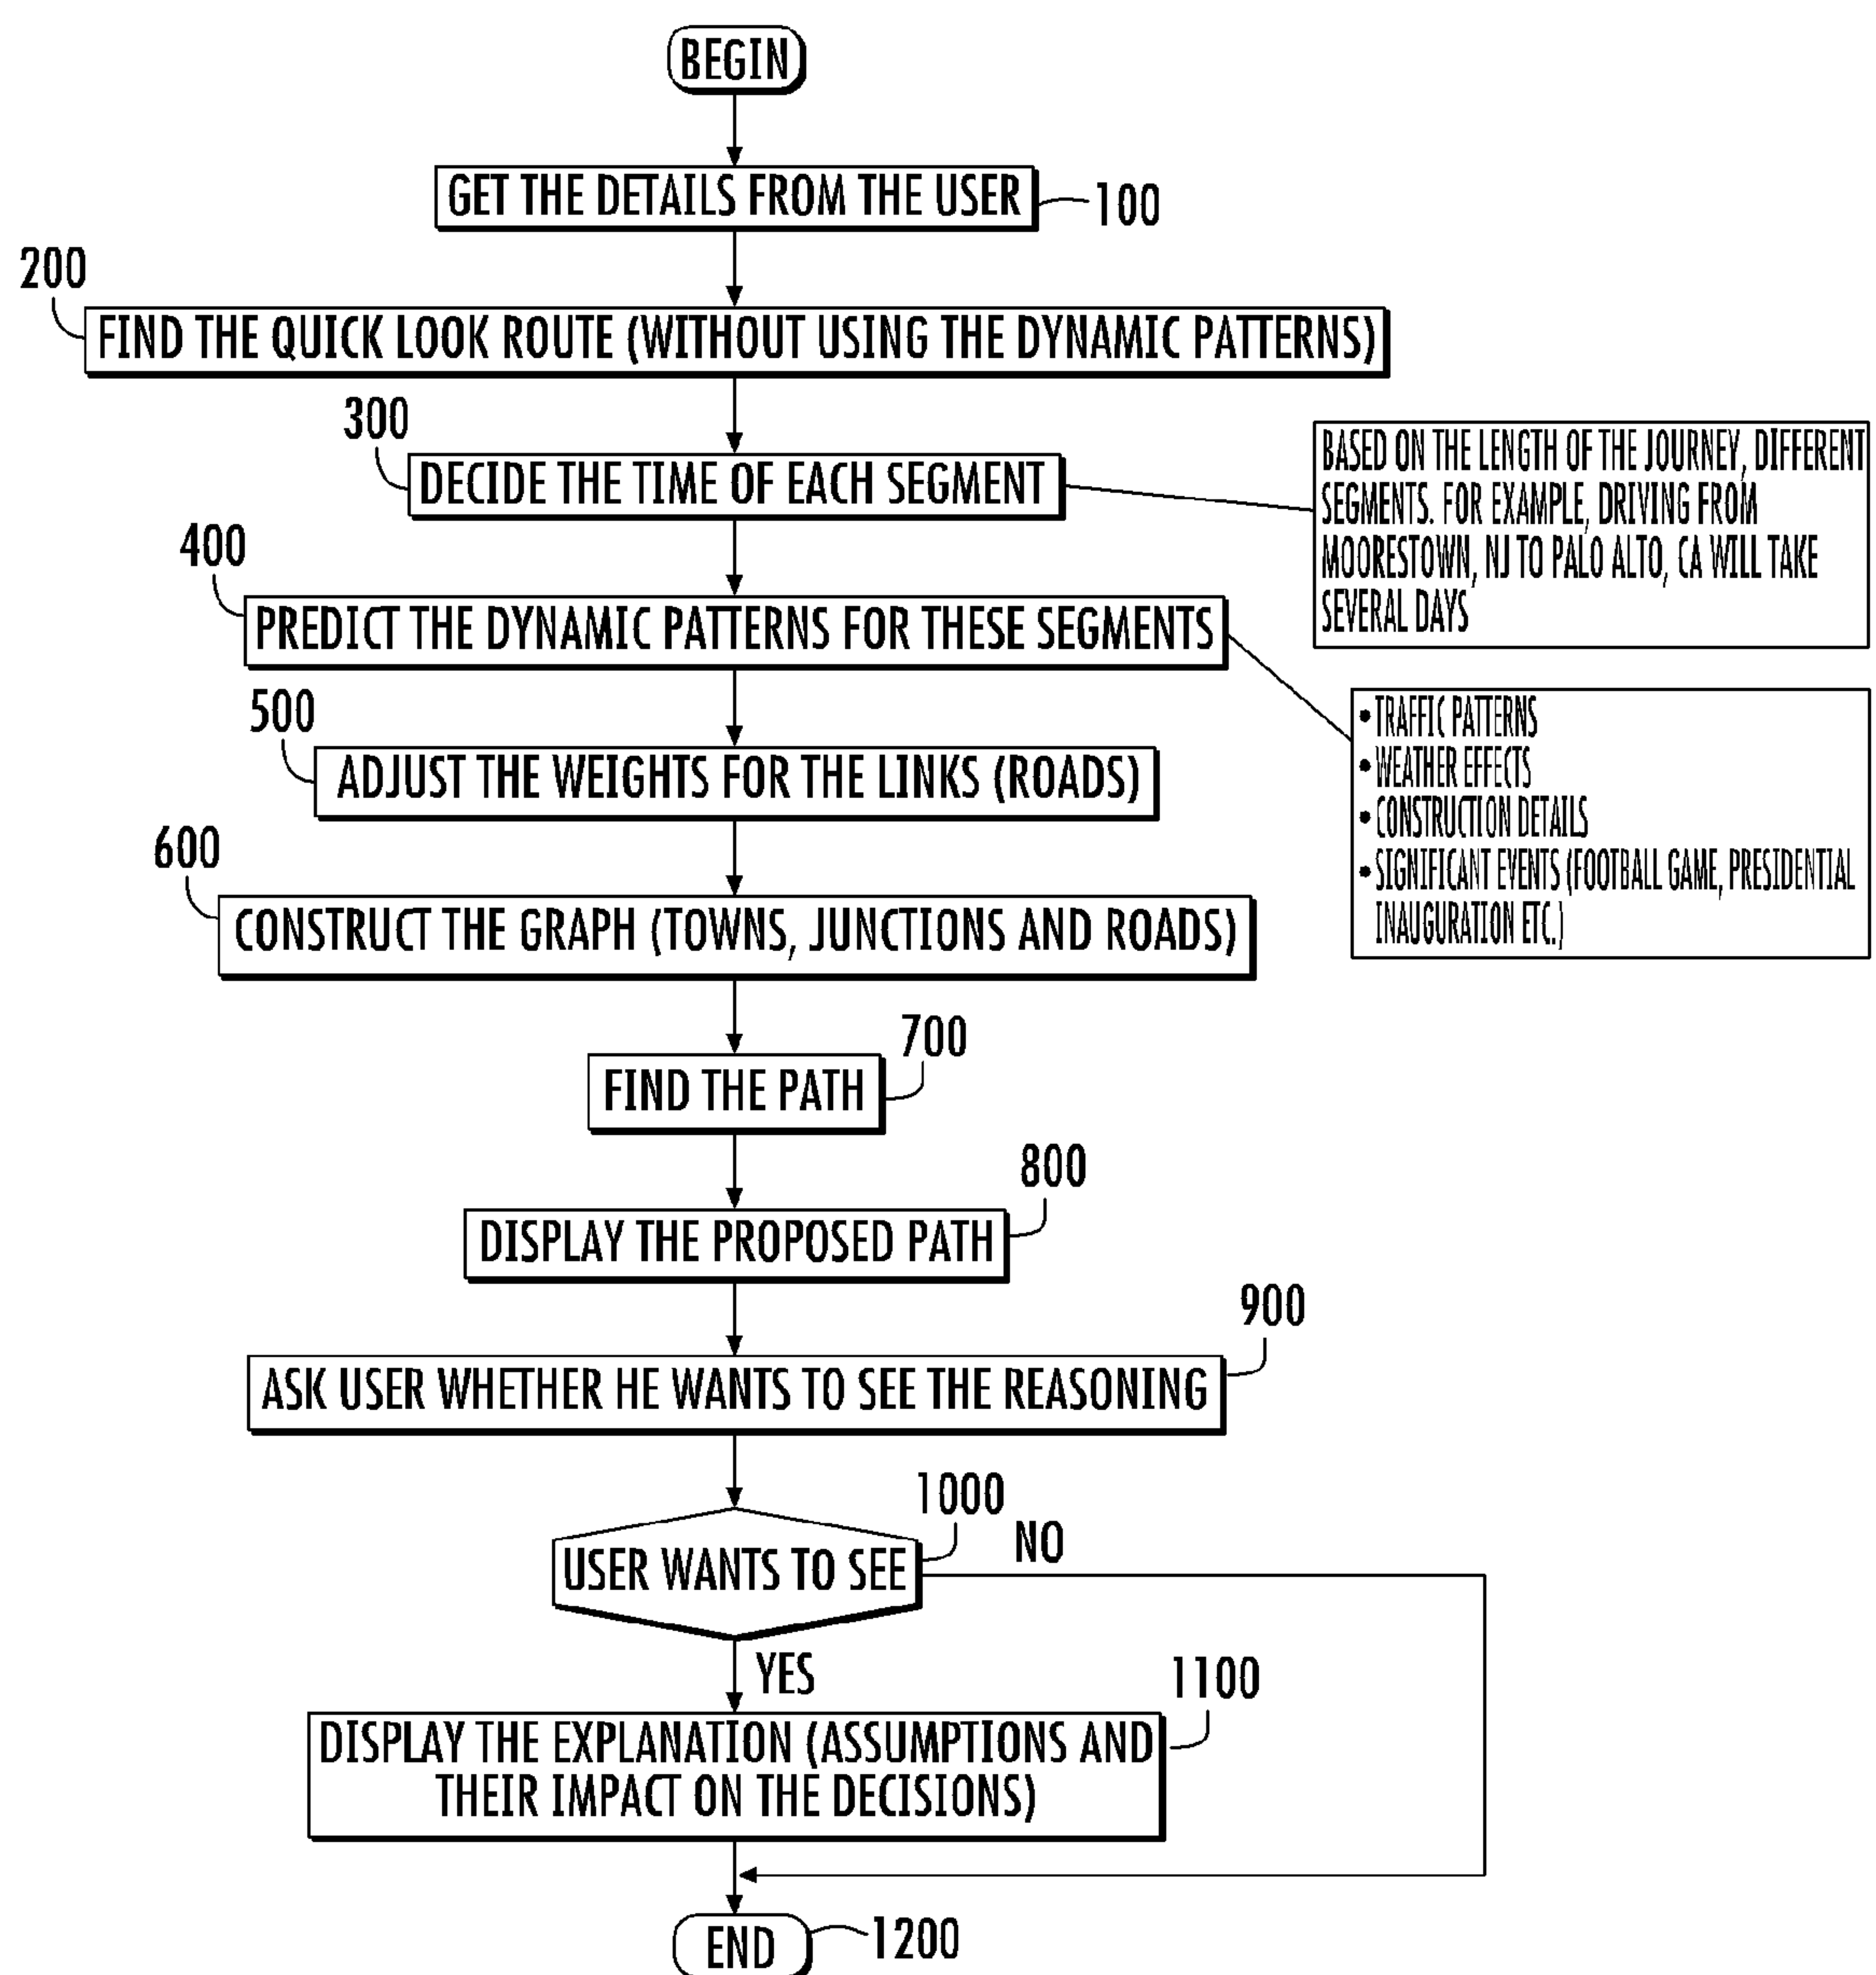 BEGIN
GET THE DETAILS FROM THE USER
100
200
FIND THE QUICK LOOK ROUTE (WITHOUT USING THE DYNAMIC PATTERNS)
300
DECIDE THE TIME OF EACH SEGMENT
BASED ON THE LENGTH OF THE JOURNEY, DIFFERENT
SEGMENTS. FOR EXAMPLE, DRIVING FROM
MOORESTOWN, NJ TO PALO ALTO, CA WILL TAKE
SEVERAL DAYS
400
PREDICT THE DYNAMIC PATTERNS FOR THESE SEGMENTS
• TRAFFIC PATTERNS
• WEATHER EFFECTS
• CONSTRUCTION DETAILS
• SIGNIFICANT EVENTS (FOOTBALL GAME, PRESIDENTIAL
INAUGURATION ETC.)
500
ADJUST THE WEIGHTS FOR THE LINKS (ROADS)
600
CONSTRUCT THE GRAPH (TOWNS, JUNCTIONS AND ROADS)
700
FIND THE PATH
800
DISPLAY THE PROPOSED PATH
900
ASK USER WHETHER HE WANTS TO SEE THE REASONING
1000
USER WANTS TO SEE
NO
YES
1100
DISPLAY THE EXPLANATION (ASSUMPTIONS AND
THEIR IMPACT ON THE DECISIONS)
END
1200